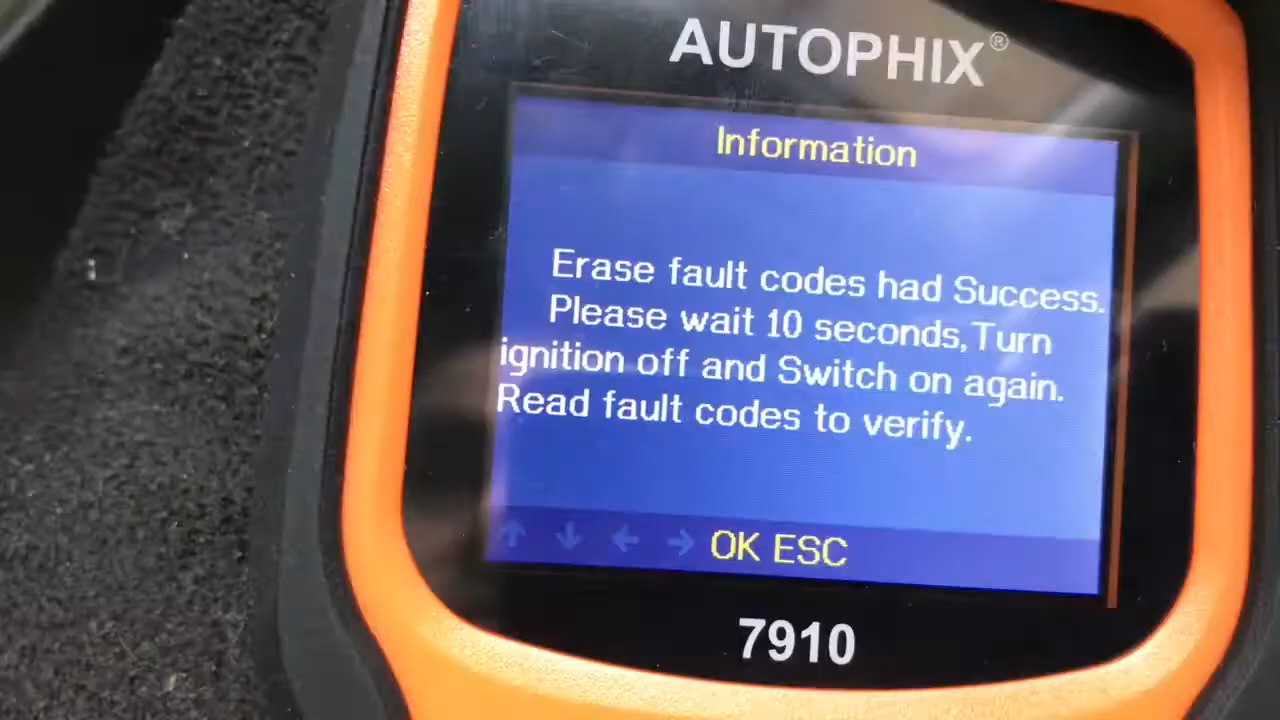 AUTOPHIX®
Information
Erase fault codes had Success.
Please wait 10 seconds,Turn
ignition off and Switch on again.
Read fault codes to verify.
OK ESC
7910